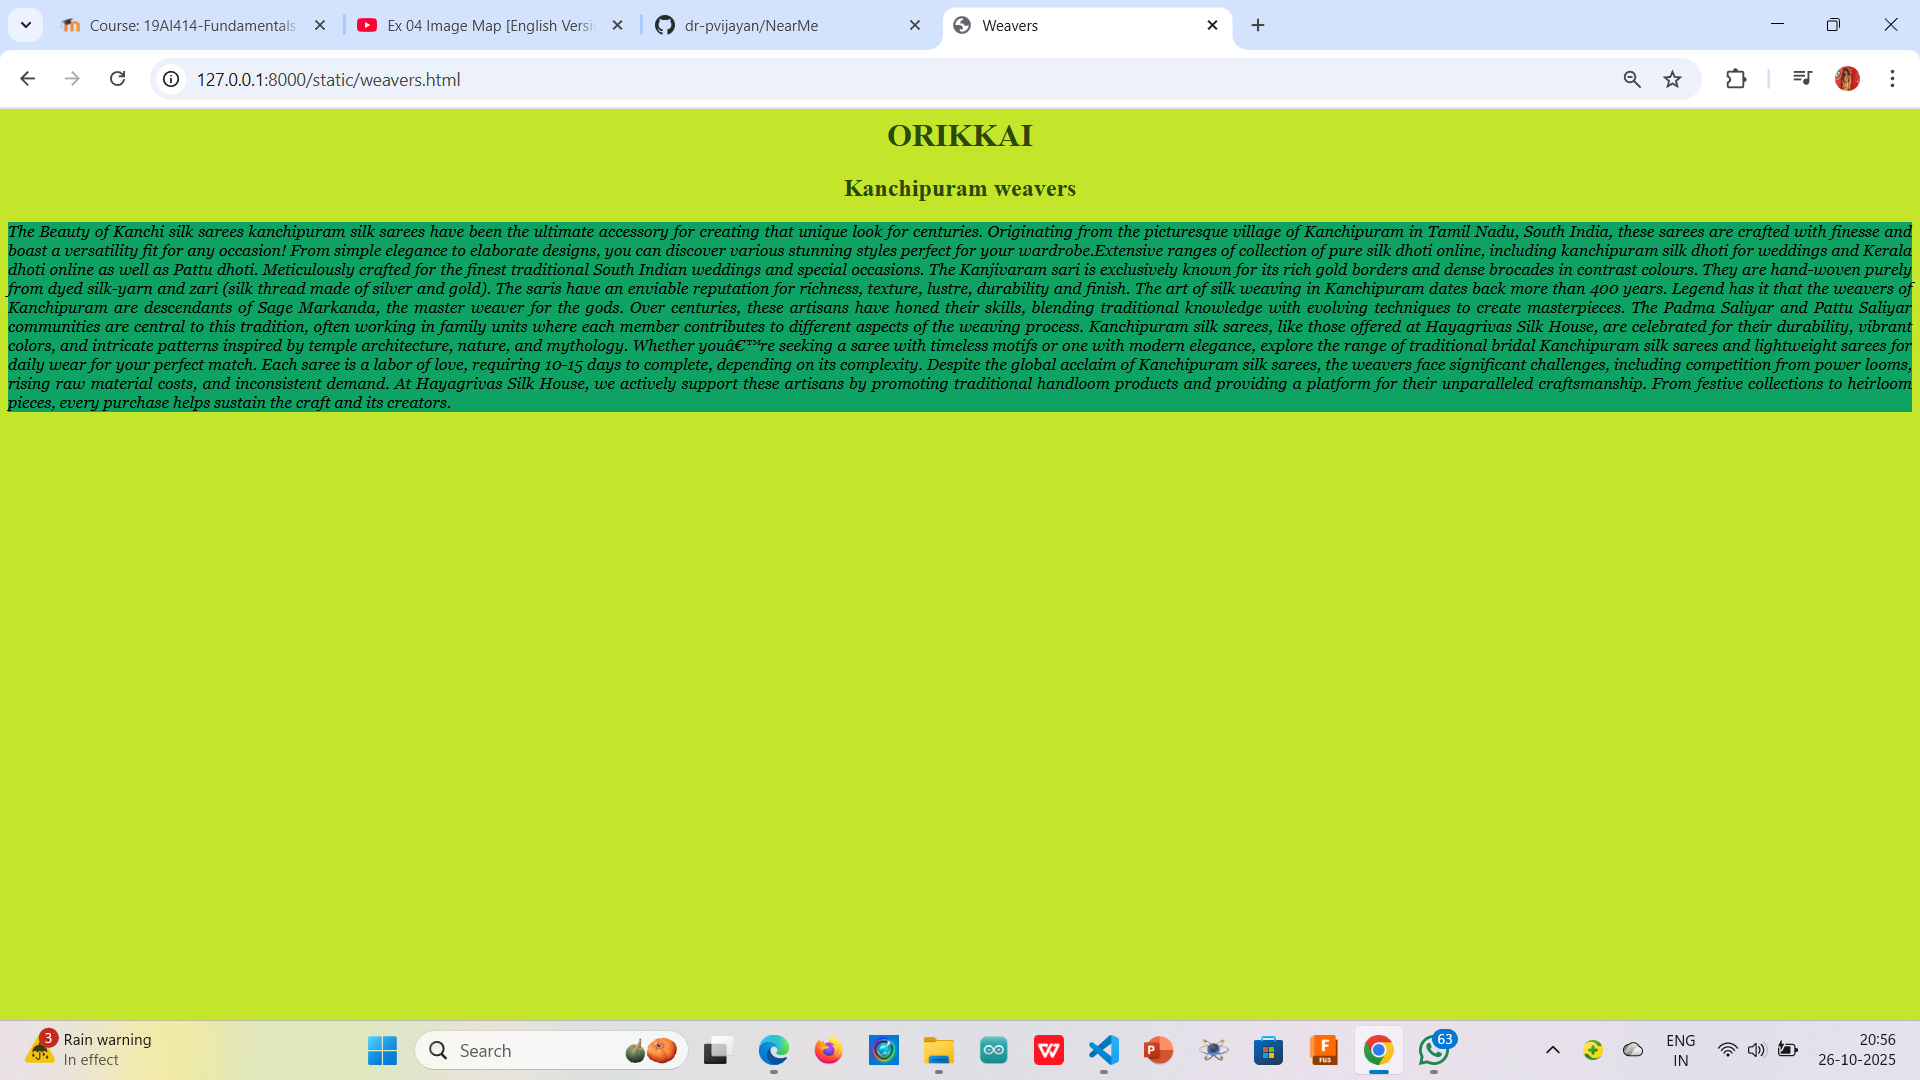 Course: 19AI414-Fundamentals
Ex 04 Image Map [English Versi
dr-pvijayan/NearMe
Weavers
127.0.0.1:8000/static/weavers.html
ORIKKAI
Kanchipuram weavers
The Beauty of Kanchi silk sarees kanchipuram silk sarees have been the ultimate accessory for creating that unique look for centuries. Originating from the picturesque village of Kanchipuram in Tamil Nadu, South India, these sarees are crafted with finesse and
boast a versatility fit for any occasion! From simple elegance to elaborate designs, you can discover various stunning styles perfect for your wardrobe.Extensive ranges of collection of pure silk dhoti online, including kanchipuram silk dhoti for weddings and Kerala
dhoti online as well as Pattu dhoti. Meticulously crafted for the finest traditional South Indian weddings and special occasions. The Kanjivaram sari is exclusively known for its rich gold borders and dense brocades in contrast colours. They are hand-woven purely
from dyed silk-yarn and zari (silk thread made of silver and gold). The saris have an enviable reputation for richness, texture, lustre, durability and finish. The art of silk weaving in Kanchipuram dates back more than 400 years. Legend has it that the weavers of
Kanchipuram are descendants of Sage Markanda, the master weaver for the gods. Over centuries, these artisans have honed their skills, blending traditional knowledge with evolving techniques to create masterpieces. The Padma Saliyar and Pattu Saliyar
communities are central to this tradition, often working in family units where each member contributes to different aspects of the weaving process. Kanchipuram silk sarees, like those offered at Hayagrivas Silk House, are celebrated for their durability, vibrant
colors, and intricate patterns inspired by temple architecture, nature, and mythology. Whether youâ€™re seeking a saree with timeless motifs or one with modern elegance, explore the range of traditional bridal Kanchipuram silk sarees and lightweight sarees for
daily wear for your perfect match. Each saree is a labor of love, requiring 10-15 days to complete, depending on its complexity. Despite the global acclaim of Kanchipuram silk sarees, the weavers face significant challenges, including competition from power looms,
rising raw material costs, and inconsistent demand. At Hayagrivas Silk House, we actively support these artisans by promoting traditional handloom products and providing a platform for their unparalleled craftsmanship. From festive collections to heirloom
pieces, every purchase helps sustain the craft and its creators.
3
Rain warning
In effect
Search
W
P
F
FUS
63
ENG
IN
20:56
26-10-2025